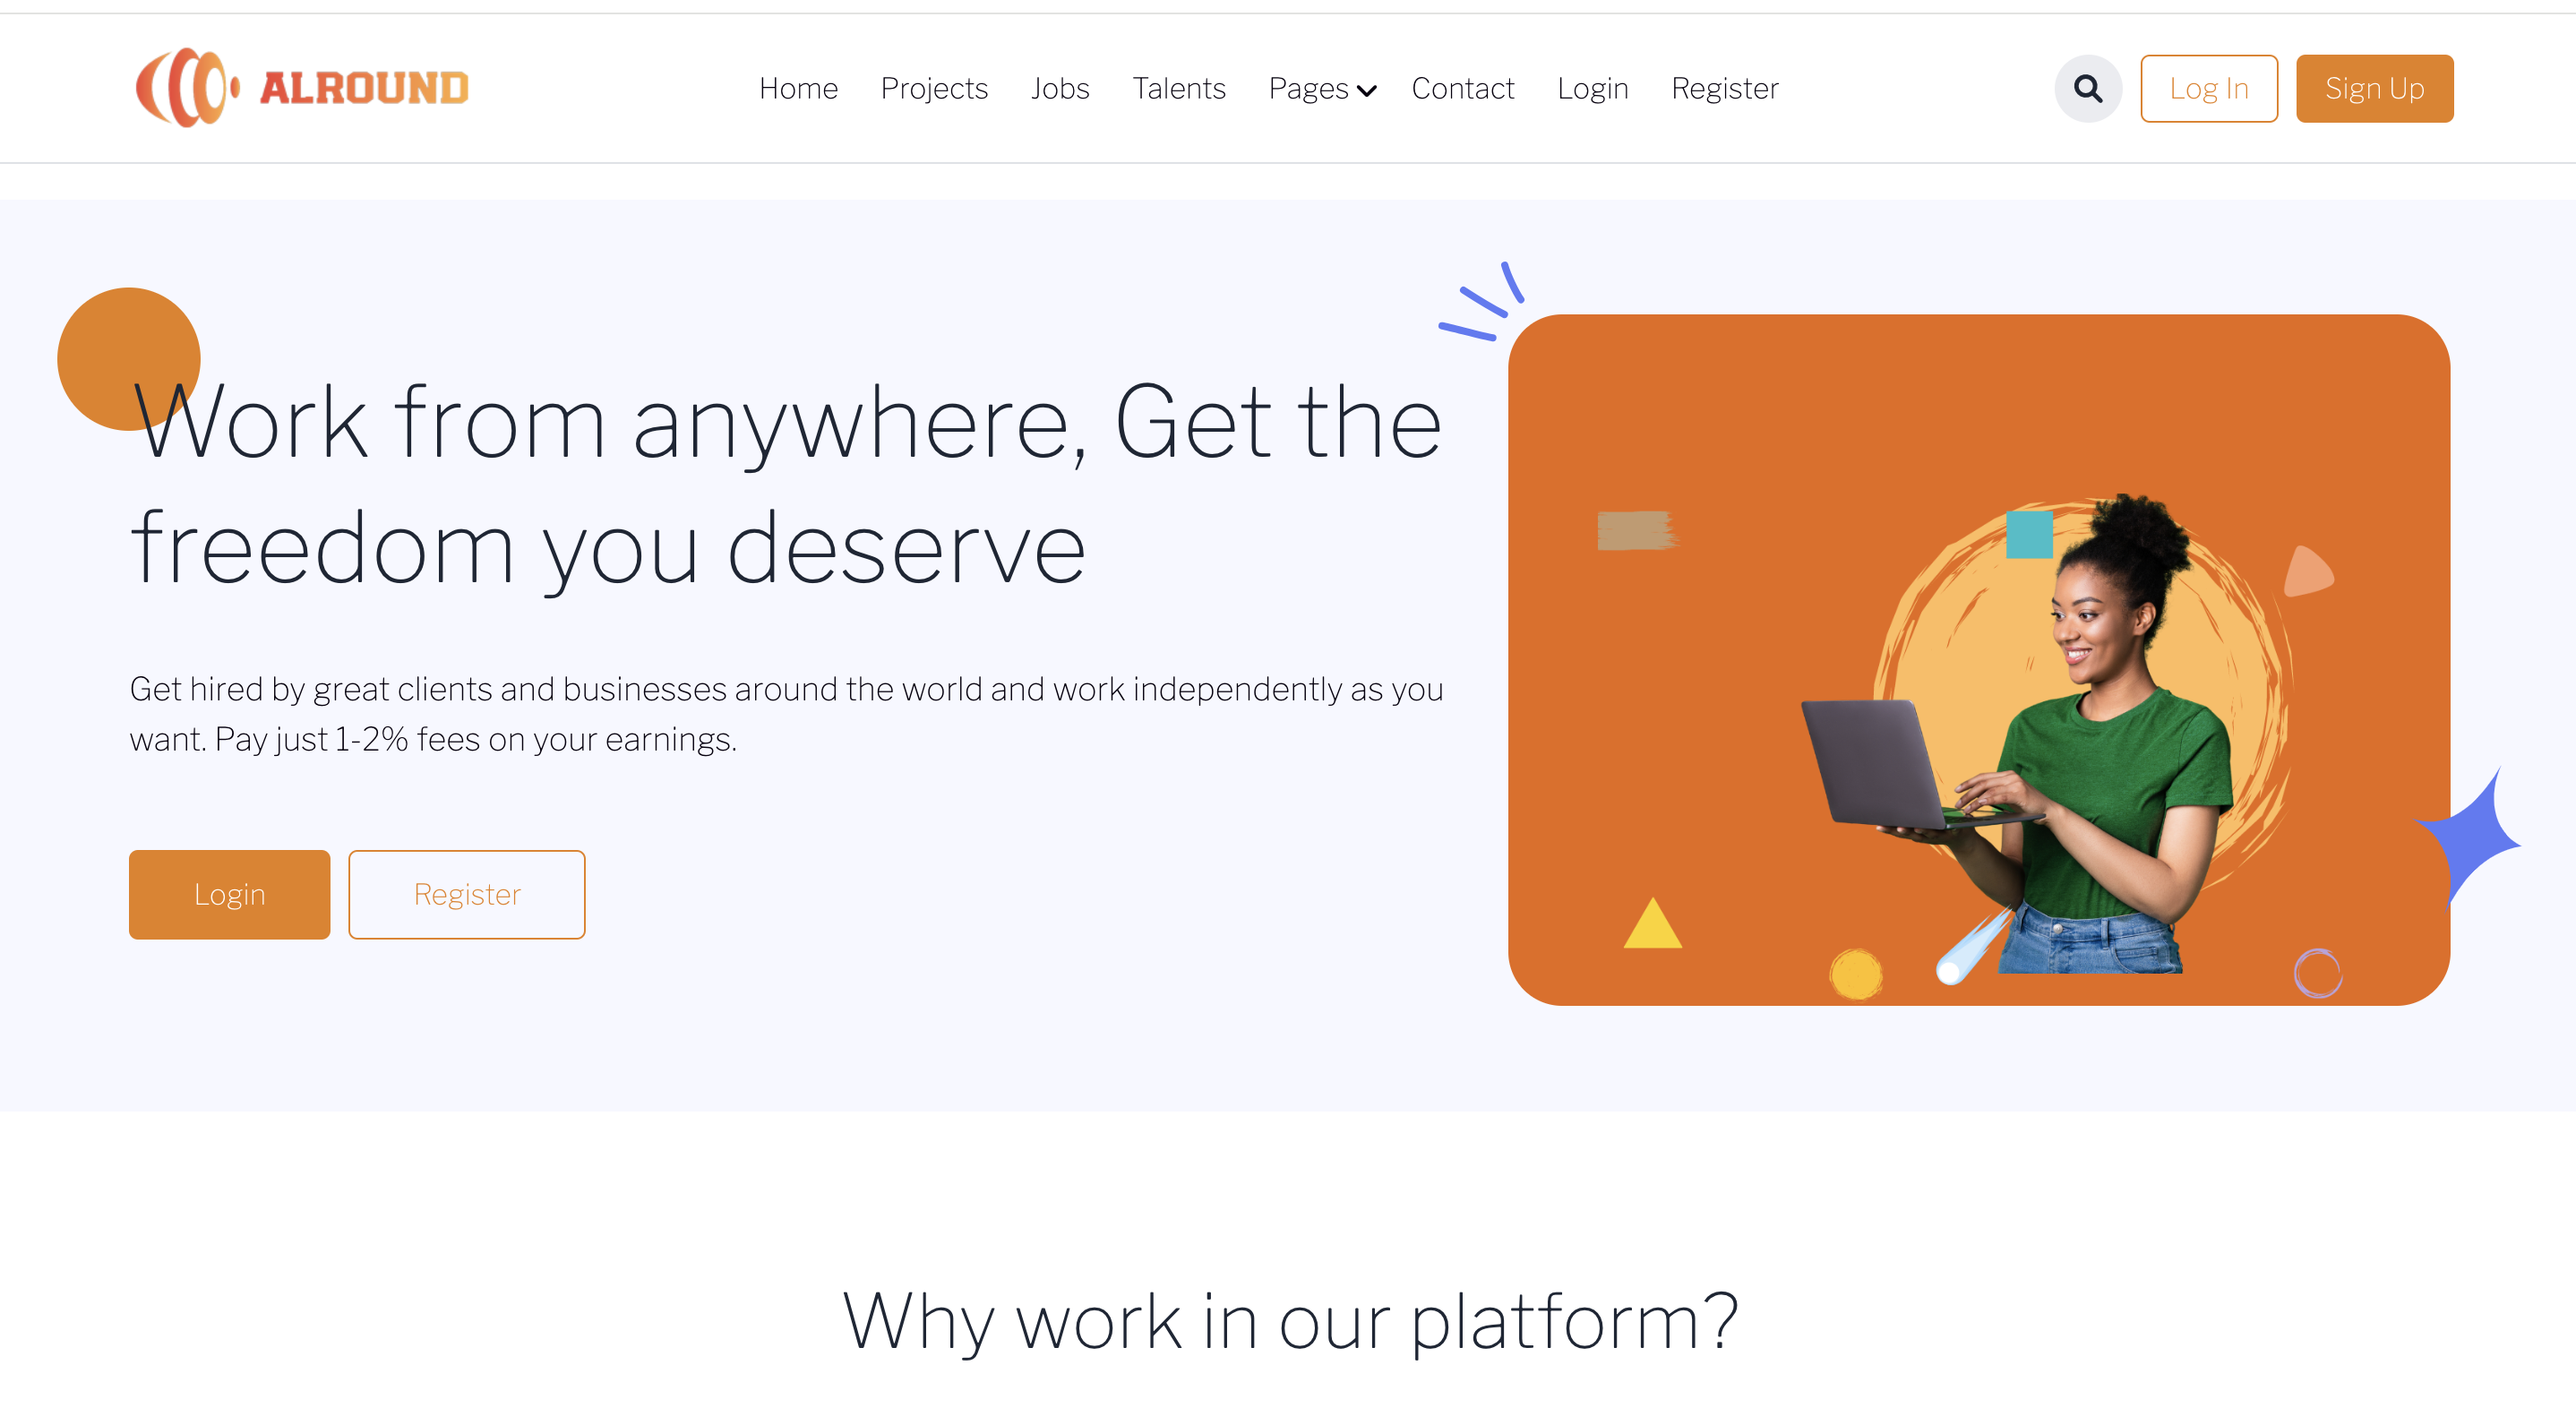 ALROUND
Home Projects Jobs Talents Pages Contact Login Register
Log In
Sign Up
Work from anywhere, Get the
freedom you deserve
Get hired by great clients and businesses around the world and work independently as you
want. Pay just 1-2% fees on your earnings.
Login
Register
Why work in our platform?